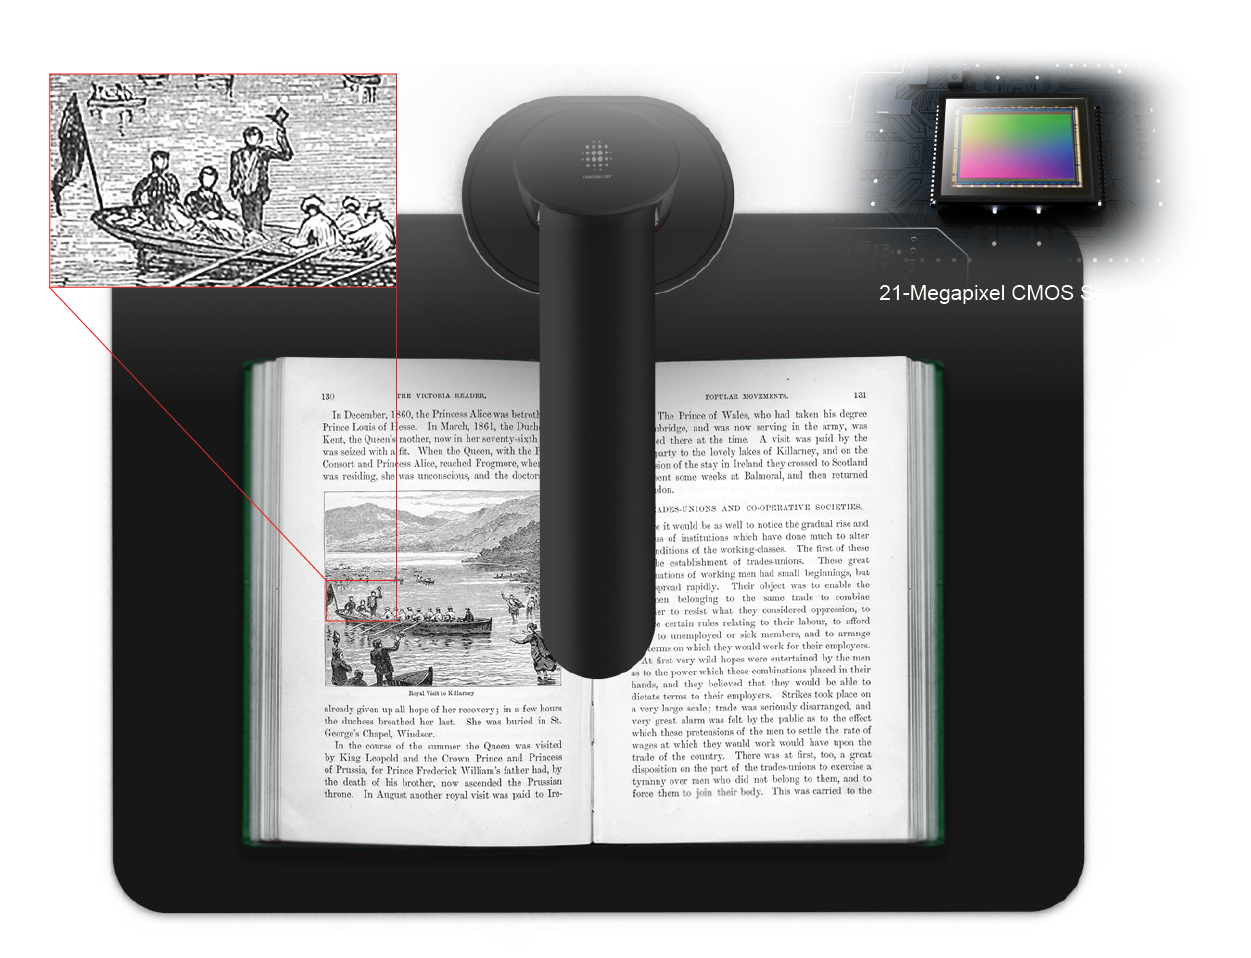 21-Megapixel CMOS Sensor
130
THE VICTORIA READER.
In December, 1860, the Princess Alice was betroth
Prince Louis of Hesse. In March, 1861, the Duch
Kent, the Queen's mother, now in her seventy-sixth
was seized with a fit. When the Queen, with the P
Consort and Princess Alice, reached Frogmore, wher
was residing, she was unconscious, and the doctors
Royal Visit to Killarney
already given up all hope of her recovery; in a few hours
the duchess breathed her last. She was buried in St.
George's Chapel, Windsor.
In the course of the summer the Queen was visited
by King Leopold and the Crown Prince and Princess
of Prussia, for Prince Frederick William's father had, by
the death of his brother, now ascended the Prussian
throne. In August another royal visit was paid to Ire-
POPULAR MOVEMENTS.
131
The Prince of Wales, who had taken his degree
mbridge, and was now serving in the army, was
ed there at the time. A visit was paid by the
party to the lovely lakes of Killarney, and on the
sion of the stay in Ireland they crossed to Scotland
ent some weeks at Balmoral, and then returned
don.
ADES-UNIONS AND CO-OPERATIVE SOCIETIES.
e it would be as well to notice the gradual rise and
ss of institutions which have done much to alter
nditions of the working-classes. The first of these
he establishment of trades-unions. These great
nations of working men had small beginnings, but
spread rapidly. Their object was to enable the
men belonging to the same trade to combine
er to resist what they considered oppression, to
e certain rules relating to their labour, to afford
to unemployed or sick members, and to arrange
terms on which they would work for their employers.
At first very wild hopes were entertained by the men
as to the power which these combinations placed in their
hands, and they believed that they would be able to
dictate terms to their employers. Strikes took place on
a very large scale; trade was seriously disarranged, and
very great alarm was felt by the public as to the effect
which these pretensions of the men to settle the rate of
wages at which they would work would have upon the
trade of the country. There was at first, too, a great
disposition on the part of the trades-unions to exercise a
tyranny over men who did not belong to them, and to
force them to join their body. This was carried to the